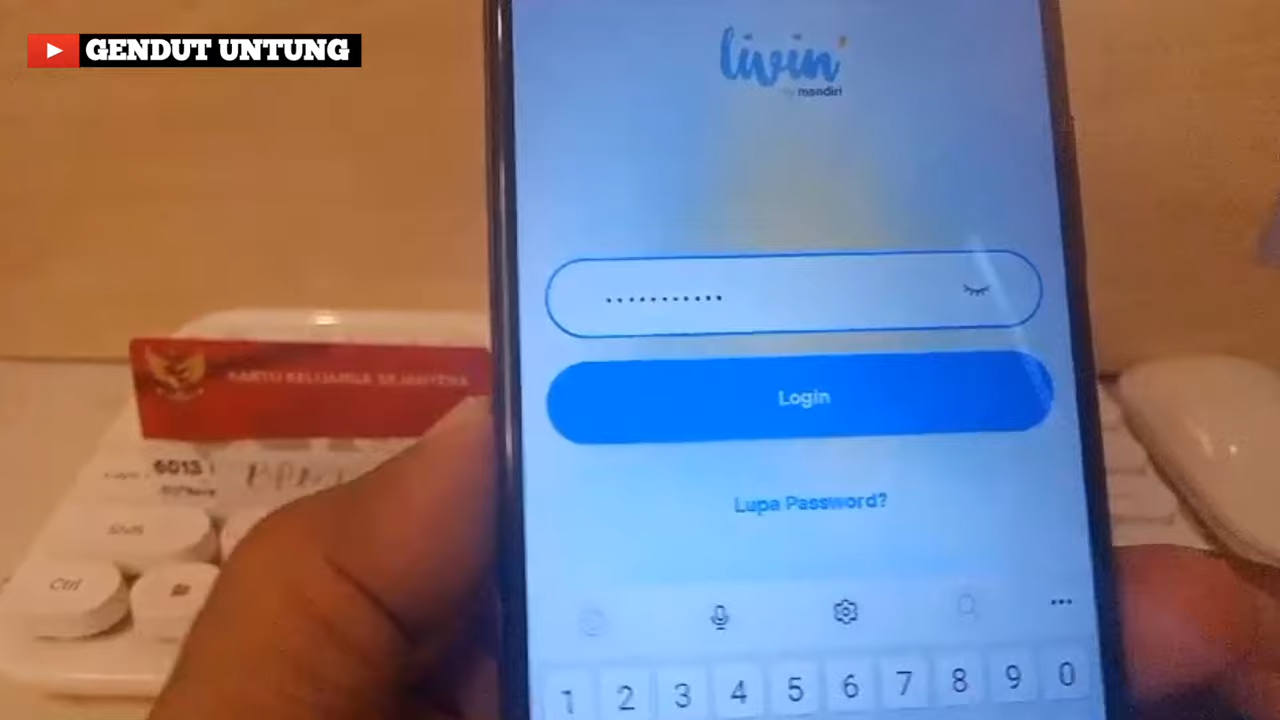 GENDUT UNTUNG
livin'
by mandiri
Login
Lupa Password?
KARTU KELUARGA SEJAHTERA
6013
Shift
Ctrl
1 2 3 4 5 6 7 8 9 0